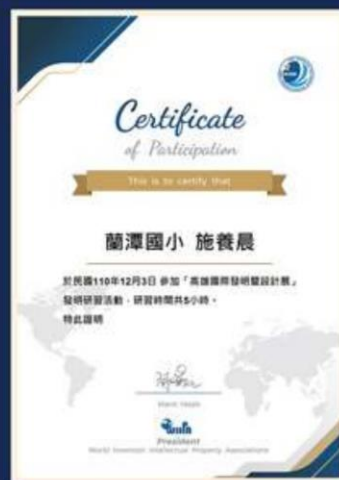 Certificate
of Participation
This is to certify that
蘭潭國小 施養晨
於民國110年12月3日 參加「高雄國際發明暨設計展」
發明研習活動，研習時間共5小時。
特此證明
President
World Invention Intellectual Property Associations